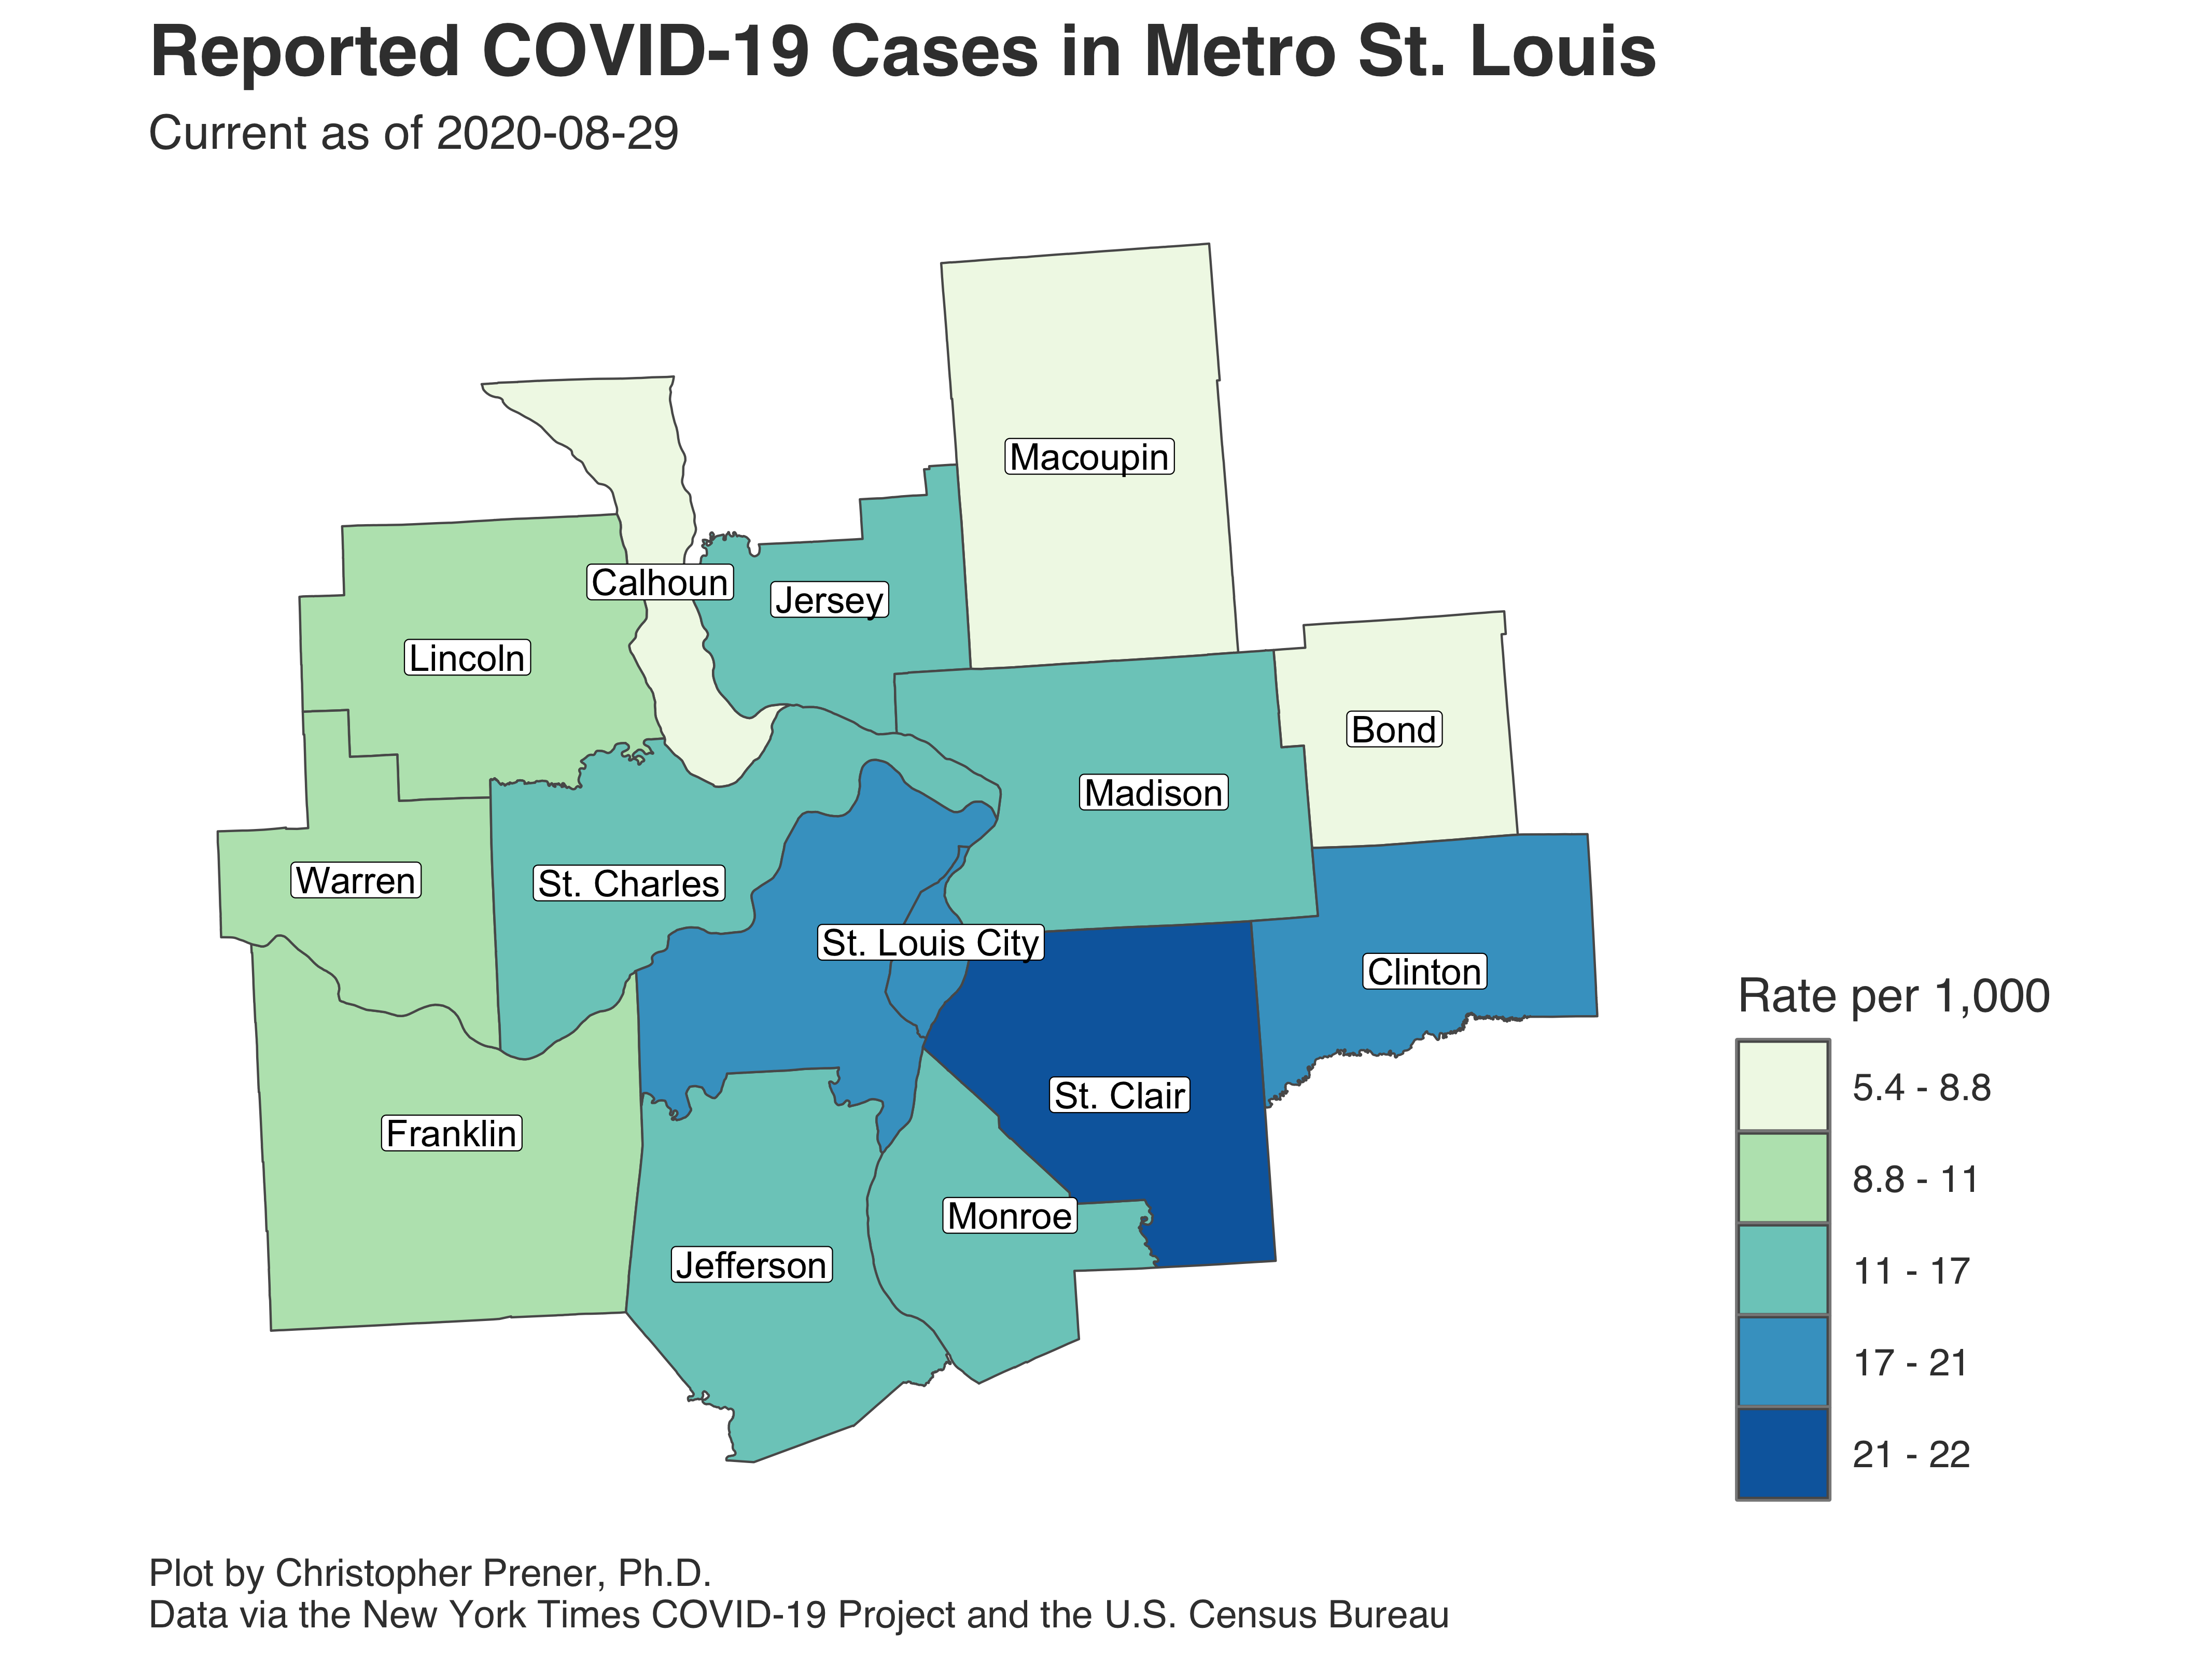 Reported COVID-19 Cases in Metro St. Louis
Current as of 2020-08-29
Macoupin
Calhoun
Jersey
Lincoln
Bond
Madison
Warren
St. Charles
St. Louis City
Clinton
St. Clair
Franklin
Monroe
Jefferson
Rate per 1,000
5.4 - 8.8
8.8 - 11
11 - 17
17 - 21
21 - 22
Plot by Christopher Prener, Ph.D.
Data via the New York Times COVID-19 Project and the U.S. Census Bureau